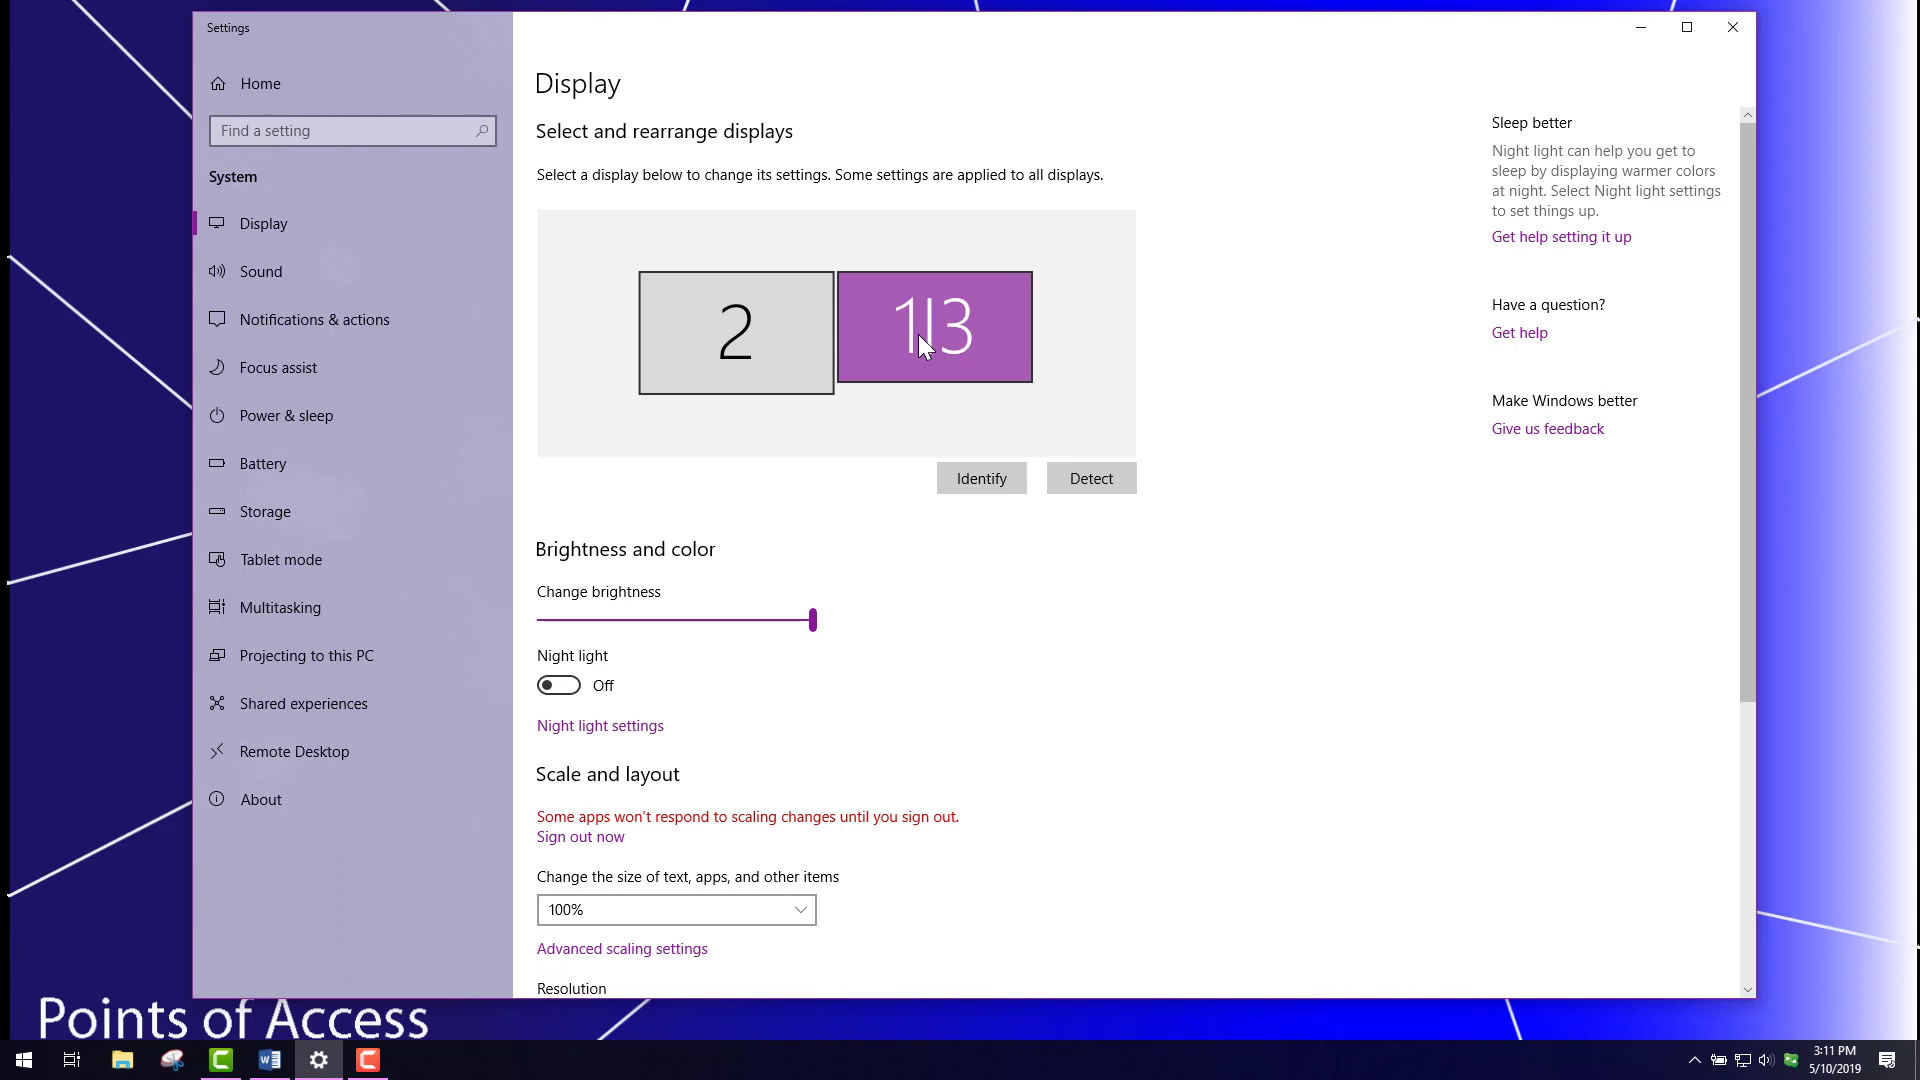 Settings
Home
Find a setting
System
Display
Sound
Notifications & actions
Focus assist
Power & sleep
Battery
Storage
Tablet mode
Multitasking
Projecting to this PC
Shared experiences
Remote Desktop
About
Display
Select and rearrange displays
Select a display below to change its settings. Some settings are applied to all displays.
2
1|3
Identify
Detect
Brightness and color
Change brightness
Night light
Off
Night light settings
Scale and layout
Some apps won't respond to scaling changes until you sign out.
Sign out now
Change the size of text, apps, and other items
100%
Advanced scaling settings
Resolution
Sleep better
Night light can help you get to
sleep by displaying warmer colors
at night. Select Night light settings
to set things up.
Get help setting it up
Have a question?
Get help
Make Windows better
Give us feedback
Points of Access
3:11 PM
5/10/2019